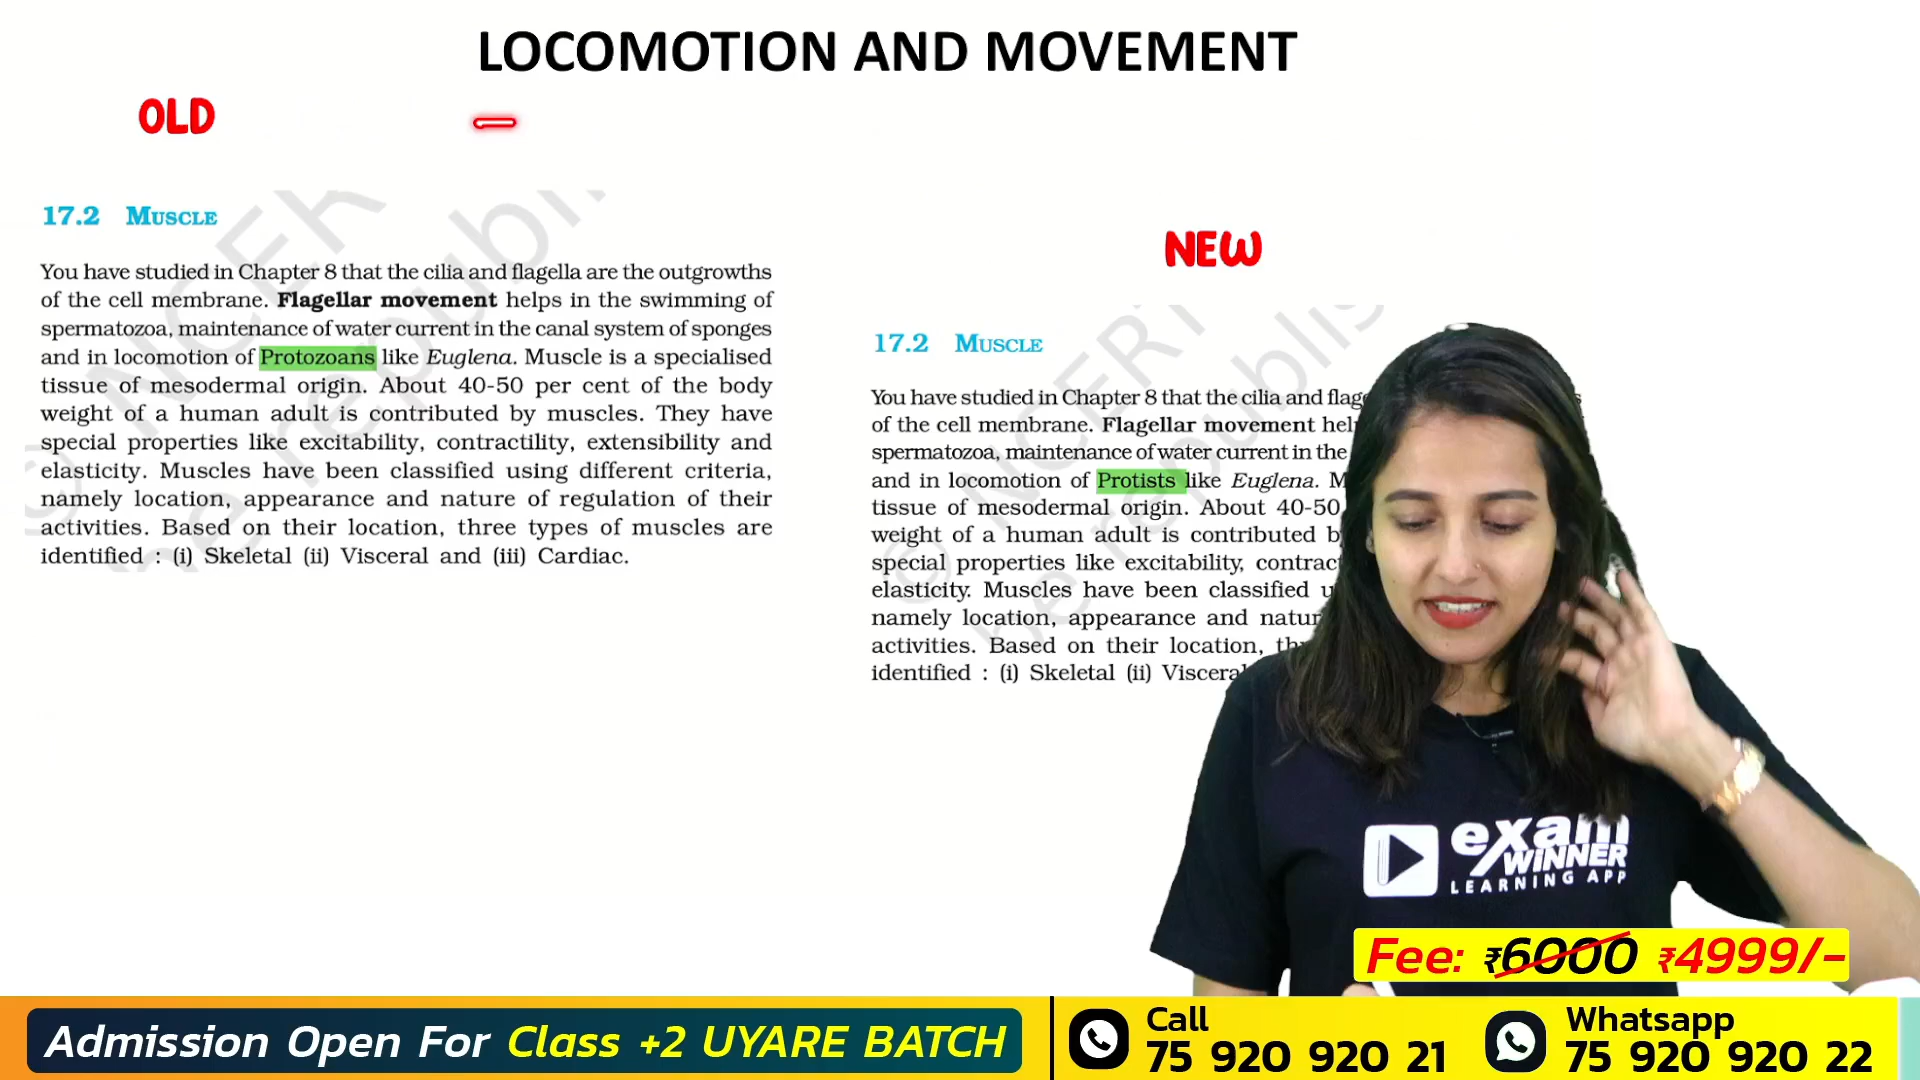 LOCOMOTION AND MOVEMENT
OLD
17.2 MUSCLE
You have studied in Chapter 8 that the cilia and flagella are the outgrowths
of the cell membrane. Flagellar movement helps in the swimming of
spermatozoa, maintenance of water current in the canal system of sponges
and in locomotion of Protozoans like Euglena. Muscle is a specialised
tissue of mesodermal origin. About 40-50 per cent of the body
weight of a human adult is contributed by muscles. They have
special properties like excitability, contractility, extensibility and
elasticity. Muscles have been classified using different criteria,
namely location, appearance and nature of regulation of their
activities. Based on their location, three types of muscles are
identified : (i) Skeletal (ii) Visceral and (iii) Cardiac.
© NCER
be republi
NEW
17.2 MUSCLE
You have studied in Chapter 8 that the cilia and
of the cell membrane. Flagellar movement
spermatozoa, maintenance of water current in the
and in locomotion of Protists like Euglena.
tissue of mesodermal origin. About 40-50
weight of a human adult is contributed
special properties like excitability,
elasticity. Muscles have been classified
namely location, appearance and
activities. Based on their location,
identified : (i) Skeletal (ii) Visceral
© NCERT
be republis
exam
WINNER
LEARNING APP
Fee: ₹6000 ₹4999/-
Admission Open For Class +2 UYARE BATCH
Call
75 920 920 21
Whatsapp
75 920 920 22